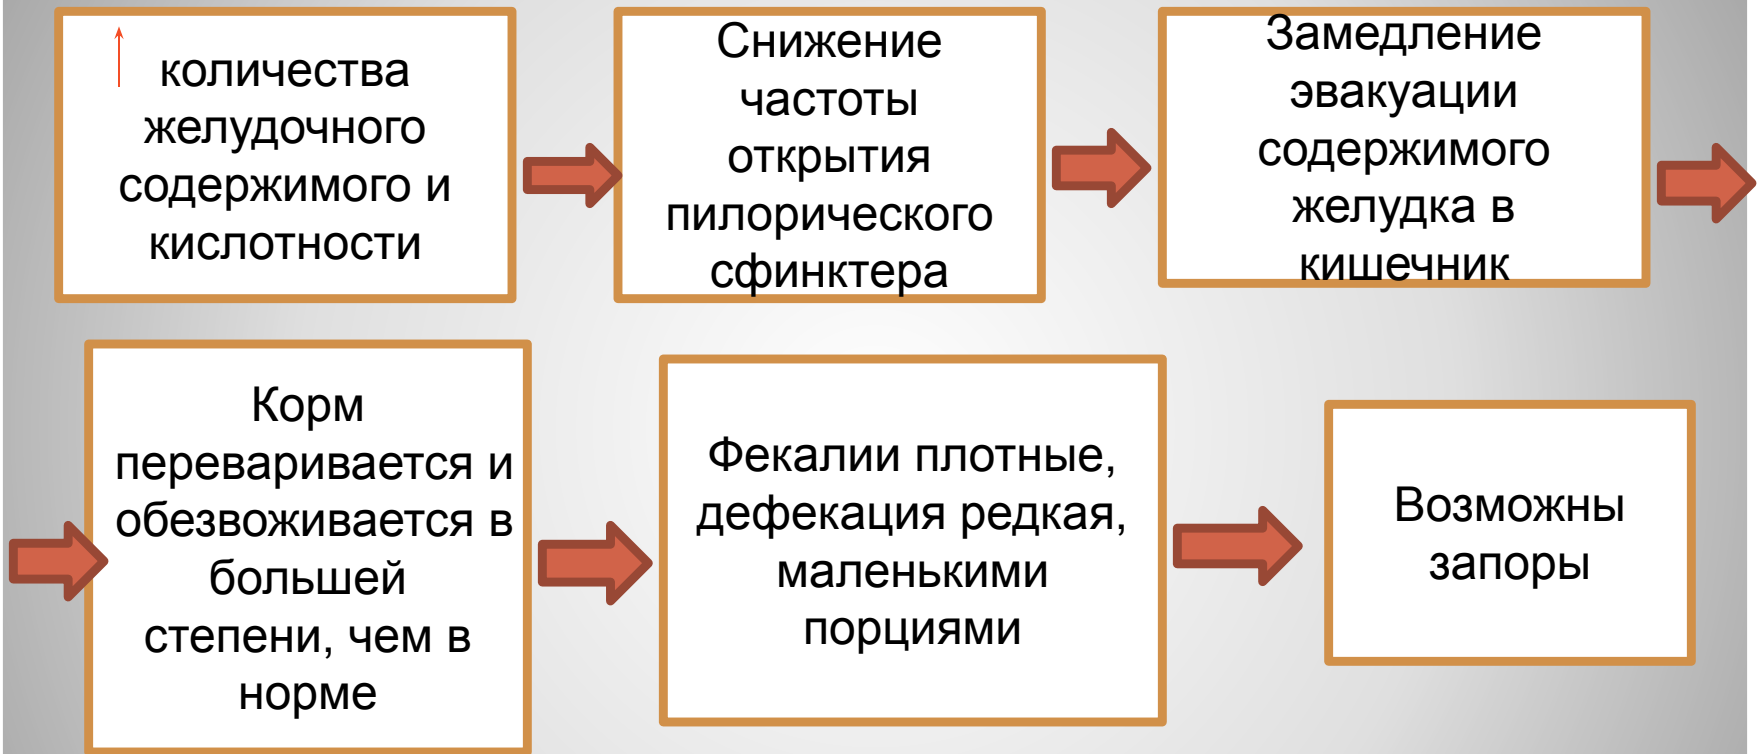 количества
желудочного
содержимого и
кислотности
Снижение
частоты
открытия
пилорического
сфинктера
Замедление
эвакуации
содержимого
желудка в
кишечник
Корм
переваривается и
обезвоживается в
большей
степени, чем в
норме
Фекалии плотные,
дефекация редкая,
маленькими
порциями
Возможны
запоры